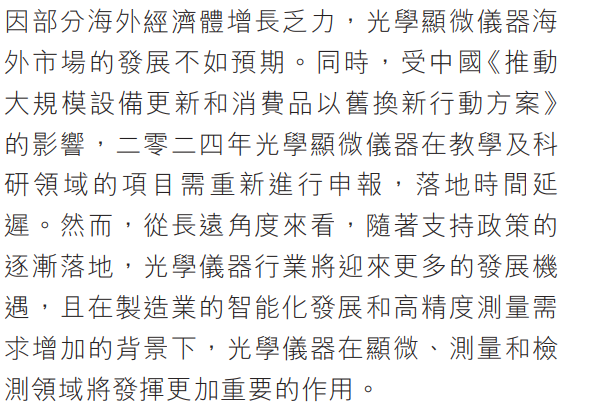 因部分海外經濟體增長乏力，光學顯微儀器海
外市場的發展不如預期。同時，受中國《推動
大規模設備更新和消費品以舊換新行動方案》
的影響，二零二四年光學顯微儀器在教學及科
研領域的項目需重新進行申報，落地時間延
遲。然而，從長遠角度來看，隨著支持政策的
逐漸落地，光學儀器行業將迎來更多的發展機
遇，且在製造業的智能化發展和高精度測量需
求增加的背景下，光學儀器在顯微、測量和檢
測領域將發揮更加重要的作用。